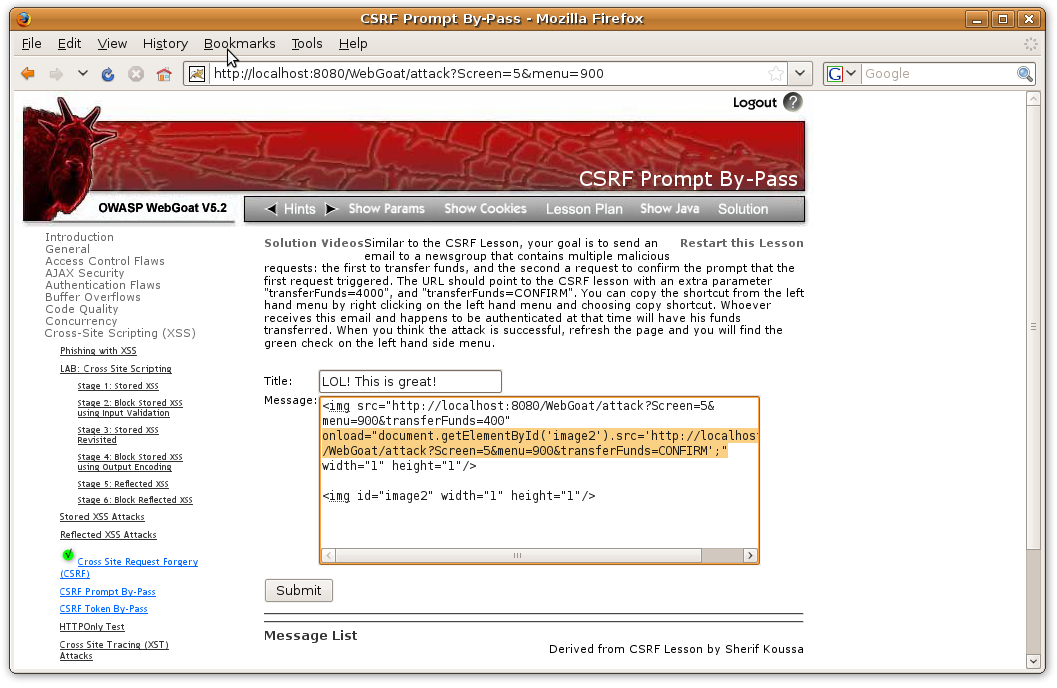 CSRF Prompt By-Pass - Mozilla Firefox
File Edit View History Bookmarks Tools Help
http://localhost:8080/WebGoat/attack?Screen=5&menu=900
G
Google
Logout ?
CSRF Prompt By-Pass
OWASP WebGoat V5.2
Hints Show Params Show Cookies Lesson Plan Show Java Solution
Introduction
General
Access Control Flaws
AJAX Security
Authentication Flaws
Buffer Overflows
Code Quality
Concurrency
Cross-Site Scripting (XSS)
Phishing with XSS
LAB: Cross Site Scripting
Stage 1: Stored XSS
Stage 2: Block Stored XSS
using Input Validation
Stage 3: Stored XSS
Revisited
Stage 4: Block Stored XSS
using Output Encoding
Stage 5: Reflected XSS
Stage 6: Block Reflected XSS
Stored XSS Attacks
Reflected XSS Attacks
Cross Site Request Forgery
(CSRF)
CSRF Prompt By-Pass
CSRF Token By-Pass
HTTPOnly Test
Cross Site Tracing (XST)
Attacks
Solution Videos Similar to the CSRF Lesson, your goal is to send an Restart this Lesson
email to a newsgroup that contains multiple malicious
requests: the first to transfer funds, and the second a request to confirm the prompt that the
first request triggered. The URL should point to the CSRF lesson with an extra parameter
"transferFunds=4000", and "transferFunds=CONFIRM". You can copy the shortcut from the left
hand menu by right clicking on the left hand menu and choosing copy shortcut. Whoever
receives this email and happens to be authenticated at that time will have his funds
transferred. When you think the attack is successful, refresh the page and you will find the
green check on the left hand side menu.
Title: LOL! This is great!
Message:
<img src="http://localhost:8080/WebGoat/attack?Screen=5&
menu=900&transferFunds=400"
onload="document.getElementById('image2').src='http://localhost
/WebGoat/attack?Screen=5&menu=900&transferFunds=CONFIRM';"
width="1" height="1"/>
<img id="image2" width="1" height="1"/>
Submit
Message List
Derived from CSRF Lesson by Sherif Koussa